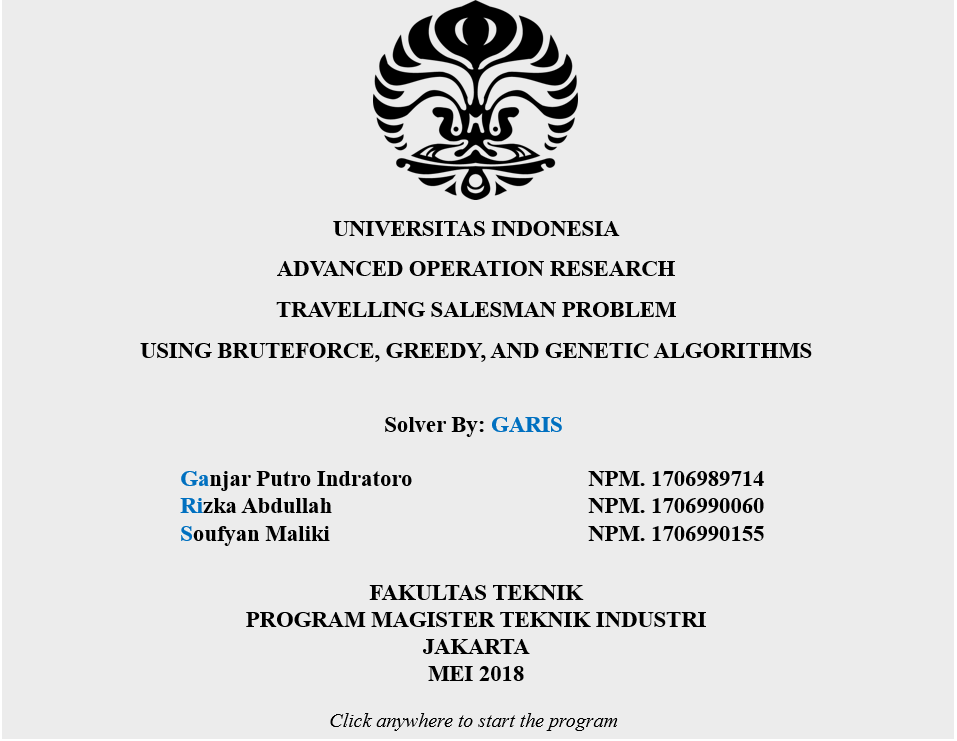 UNIVERSITAS INDONESIA
ADVANCED OPERATION RESEARCH
TRAVELLING SALESMAN PROBLEM
USING BRUTEFORCE, GREEDY, AND GENETIC ALGORITHMS
Solver By: GARIS
Ganjar Putro Indratoro NPM. 1706989714
Rizka Abdullah NPM. 1706990060
Soufyan Maliki NPM. 1706990155
FAKULTAS TEKNIK
PROGRAM MAGISTER TEKNIK INDUSTRI
JAKARTA
MEI 2018
Click anywhere to start the program